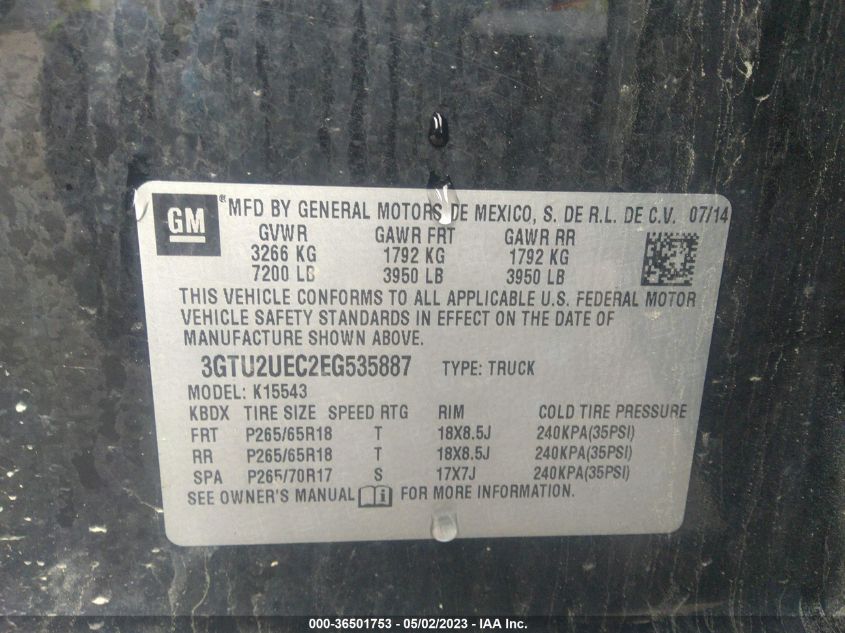 GM ® MFD BY GENERAL MOTORS DE MEXICO, S. DE R.L. DE C.V. 07/14
GVWR GAWR FRT GAWR RR
3266 KG 1792 KG 1792 KG
7200 LB 3950 LB 3950 LB
THIS VEHICLE CONFORMS TO ALL APPLICABLE U.S. FEDERAL MOTOR
VEHICLE SAFETY STANDARDS IN EFFECT ON THE DATE OF
MANUFACTURE SHOWN ABOVE.
3GTU2UEC2EG535887 TYPE: TRUCK
MODEL: K15543
KBDX TIRE SIZE SPEED RTG RIM COLD TIRE PRESSURE
FRT P265/65R18 T 18X8.5J 240KPA(35PSI)
RR P265/65R18 T 18X8.5J 240KPA(35PSI)
SPA P265/70R17 S 17X7J 240KPA(35PSI)
SEE OWNER'S MANUAL i FOR MORE INFORMATION.
000-36501753 - 05/02/2023 - IAA Inc.